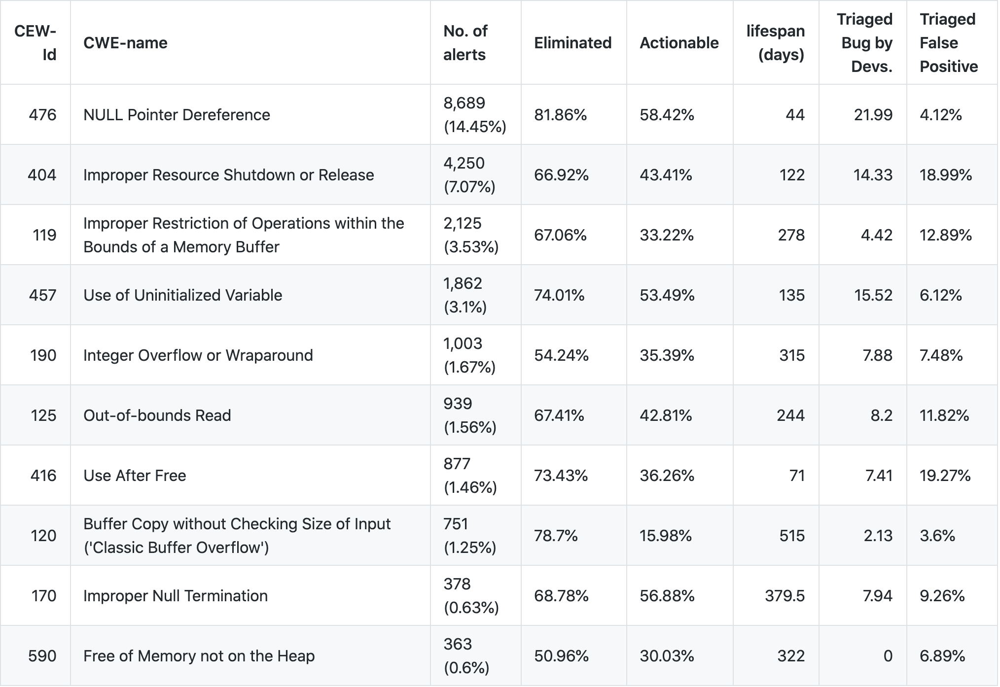 CEW-
Id
CWE-name
No. of
alerts
Eliminated
Actionable
lifespan
(days)
Triaged
Bug by
Devs.
Triaged
False
Positive
476
NULL Pointer Dereference
8,689
(14.45%)
81.86%
58.42%
44
21.99
4.12%
404
Improper Resource Shutdown or Release
4,250
(7.07%)
66.92%
43.41%
122
14.33
18.99%
119
Improper Restriction of Operations within the
Bounds of a Memory Buffer
2,125
(3.53%)
67.06%
33.22%
278
4.42
12.89%
457
Use of Uninitialized Variable
1,862
(3.1%)
74.01%
53.49%
135
15.52
6.12%
190
Integer Overflow or Wraparound
1,003
(1.67%)
54.24%
35.39%
315
7.88
7.48%
125
Out-of-bounds Read
939
(1.56%)
67.41%
42.81%
244
8.2
11.82%
416
Use After Free
877
(1.46%)
73.43%
36.26%
71
7.41
19.27%
120
Buffer Copy without Checking Size of Input
('Classic Buffer Overflow')
751
(1.25%)
78.7%
15.98%
515
2.13
3.6%
170
Improper Null Termination
378
(0.63%)
68.78%
56.88%
379.5
7.94
9.26%
590
Free of Memory not on the Heap
363
(0.6%)
50.96%
30.03%
322
0
6.89%